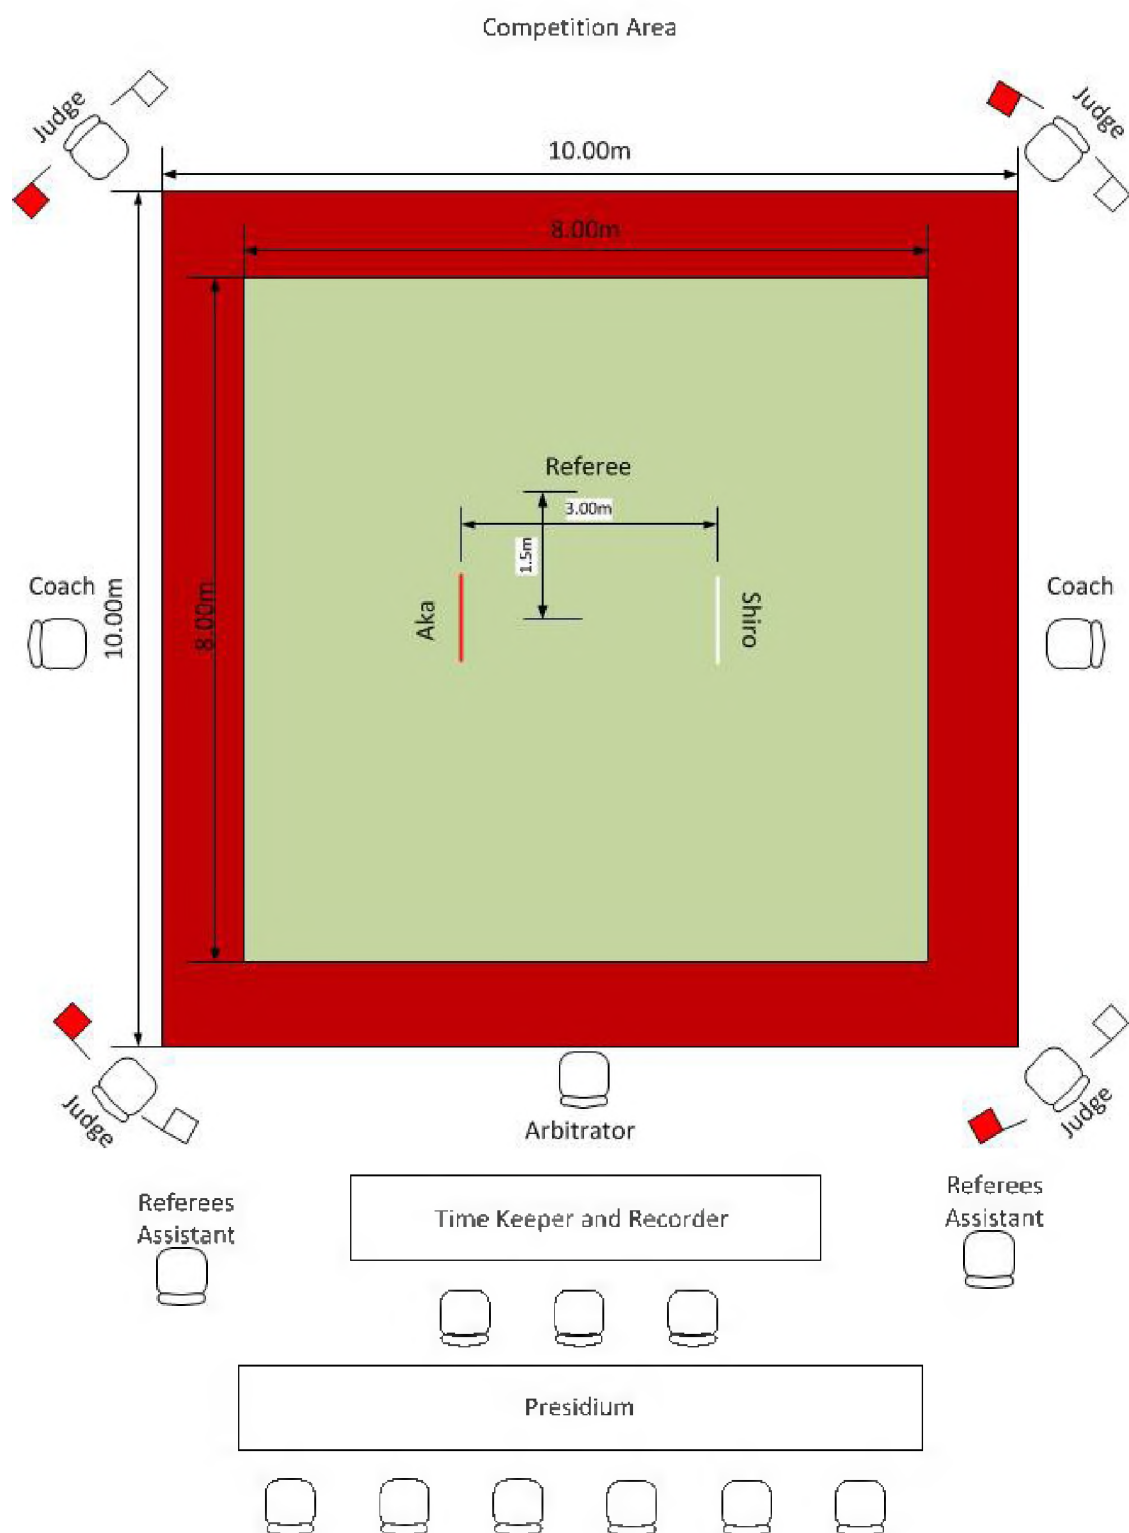 Competition Area
Judge
Judge
10.00m
8.00m
Referee
3.00m
1.5m
Coach
10.00m
8.00m
Aka
Shiro
Coach
Judge
Judge
Arbitrator
Referees
Assistant
Time Keeper and Recorder
Referees
Assistant
Presidium